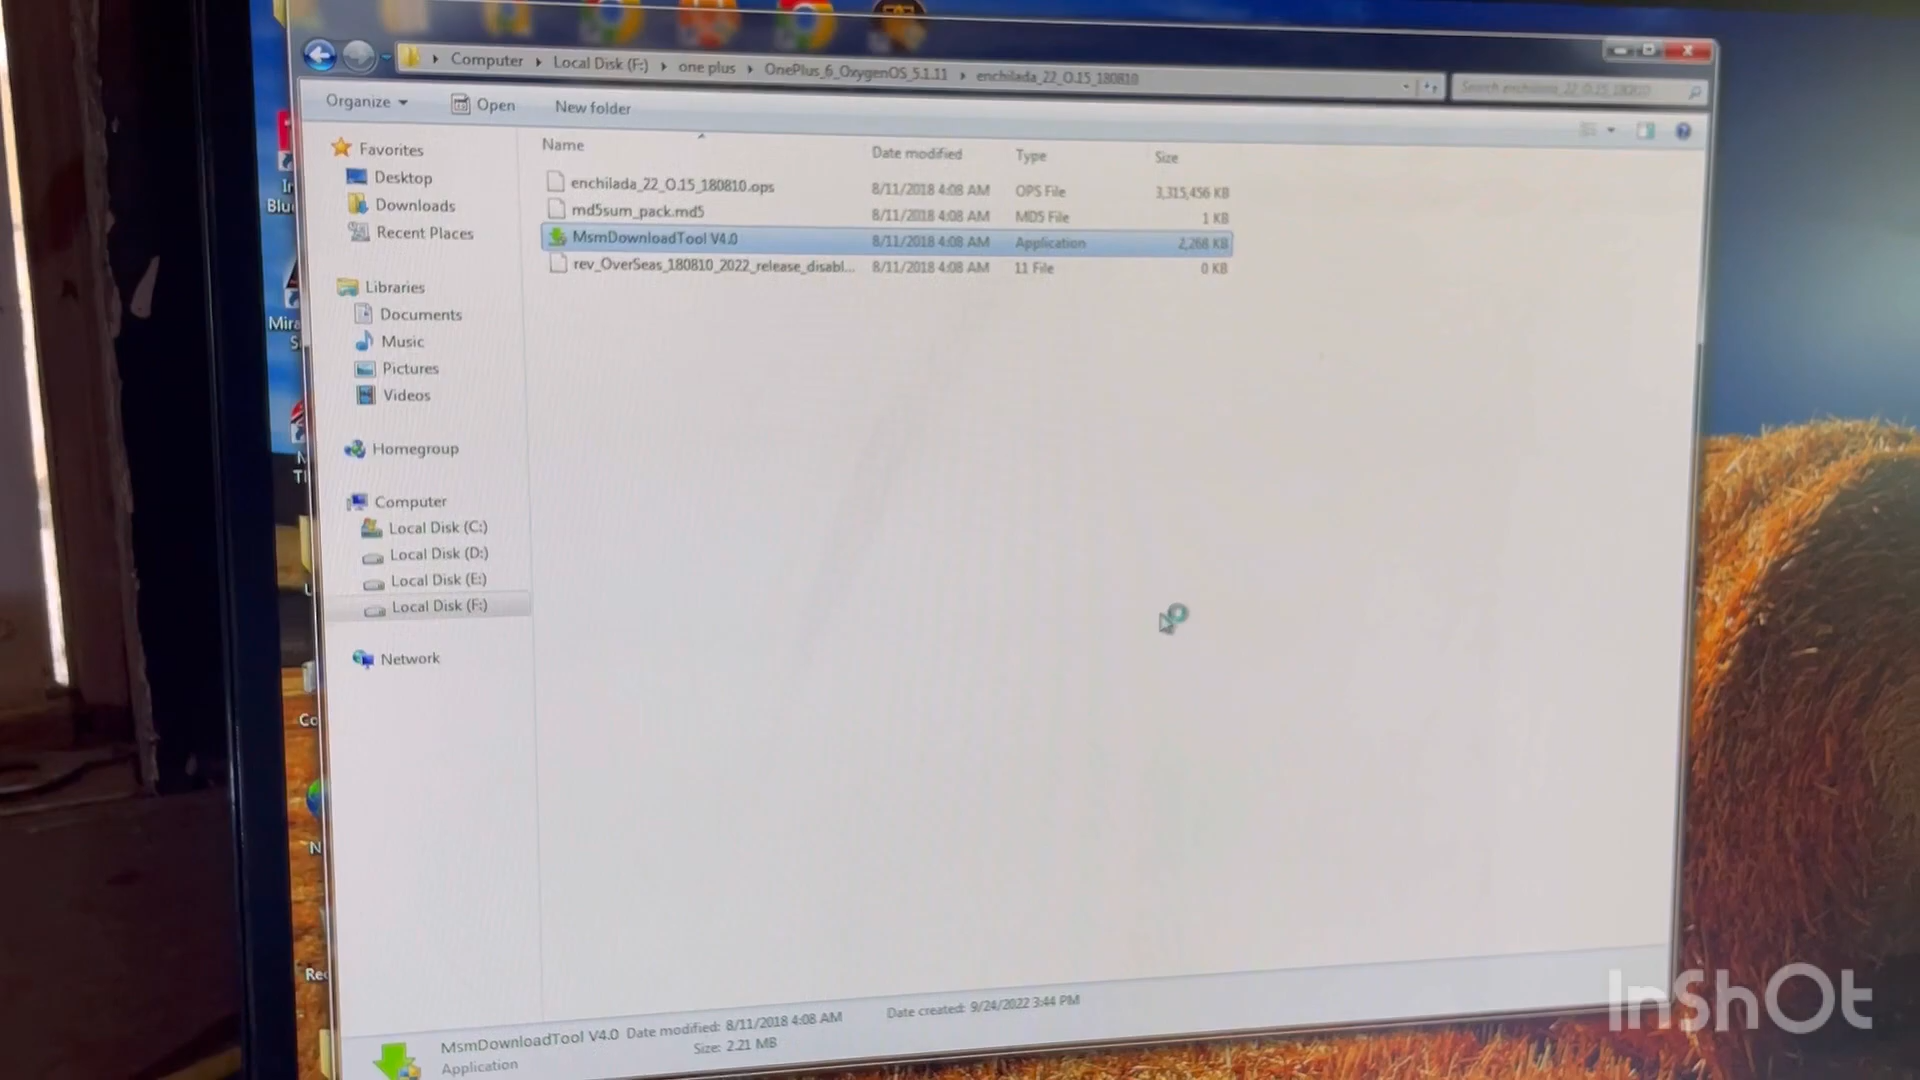 Computer Local Disk (F:) one plus OnePlus_6_OxygenOS_5.1.11 enchilada_22_O.15_180810
Search enchilada_22_O.15_180810
Organize Open New folder
Name Date modified Type Size
enchilada_22_O.15_180810.ops 8/11/2018 4:08 AM OPS File 3,315,456 KB
md5sum_pack.md5 8/11/2018 4:08 AM MD5 File 1 KB
MsmDownloadTool V4.0 8/11/2018 4:08 AM Application 2,268 KB
rev_OverSeas_180810_2022_release_disabl... 8/11/2018 4:08 AM 11 File 0 KB
Favorites
Desktop
Downloads
Recent Places
Libraries
Documents
Music
Pictures
Videos
Homegroup
Computer
Local Disk (C:)
Local Disk (D:)
Local Disk (E:)
Local Disk (F:)
Network
MsmDownloadTool V4.0 Date modified: 8/11/2018 4:08 AM Date created: 9/24/2022 3:44 PM
Application Size: 2.21 MB
InShOt